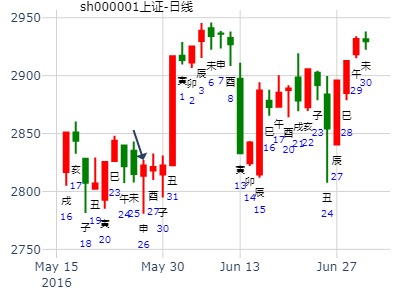 sh000001上证-日线
2950
2900
2850
2800
2750
戌
16
亥
17
子
18
丑
19
寅
20
巳
23
午
24
未
25
申
26
酉
27
子
30
丑
31
寅
1
卯
2
辰
3
未
6
申
7
酉
8
寅
13
卯
14
辰
15
巳
16
午
17
酉
20
戌
21
亥
22
子
23
丑
24
辰
27
巳
28
午
29
未
30
May 15
2016
May 30
Jun 13
Jun 27